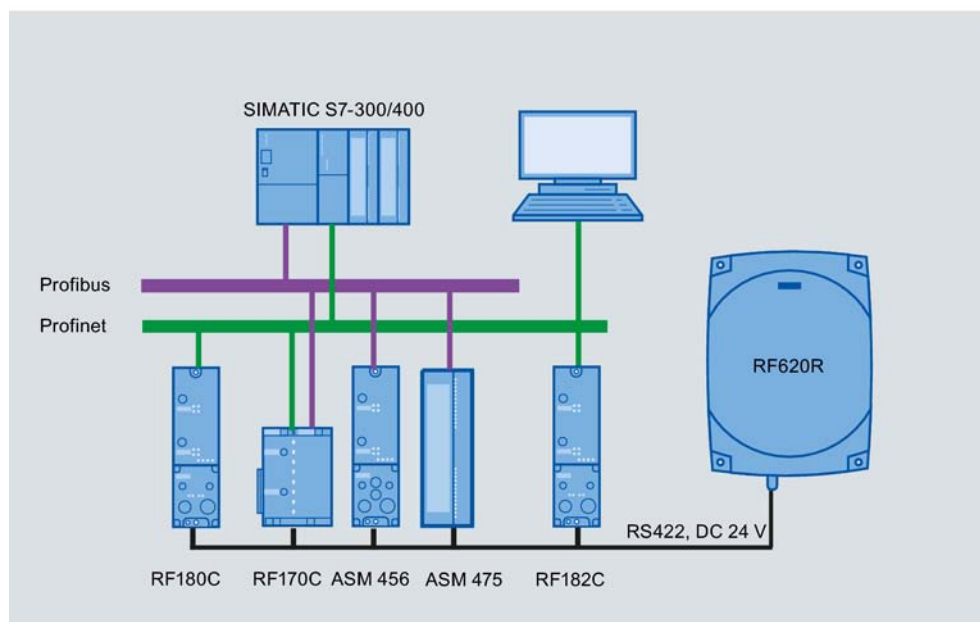 SIMATIC S7-300/400
Profibus
Profinet
RF620R
RS422, DC 24 V
RF180C RF170C ASM 456 ASM 475 RF182C